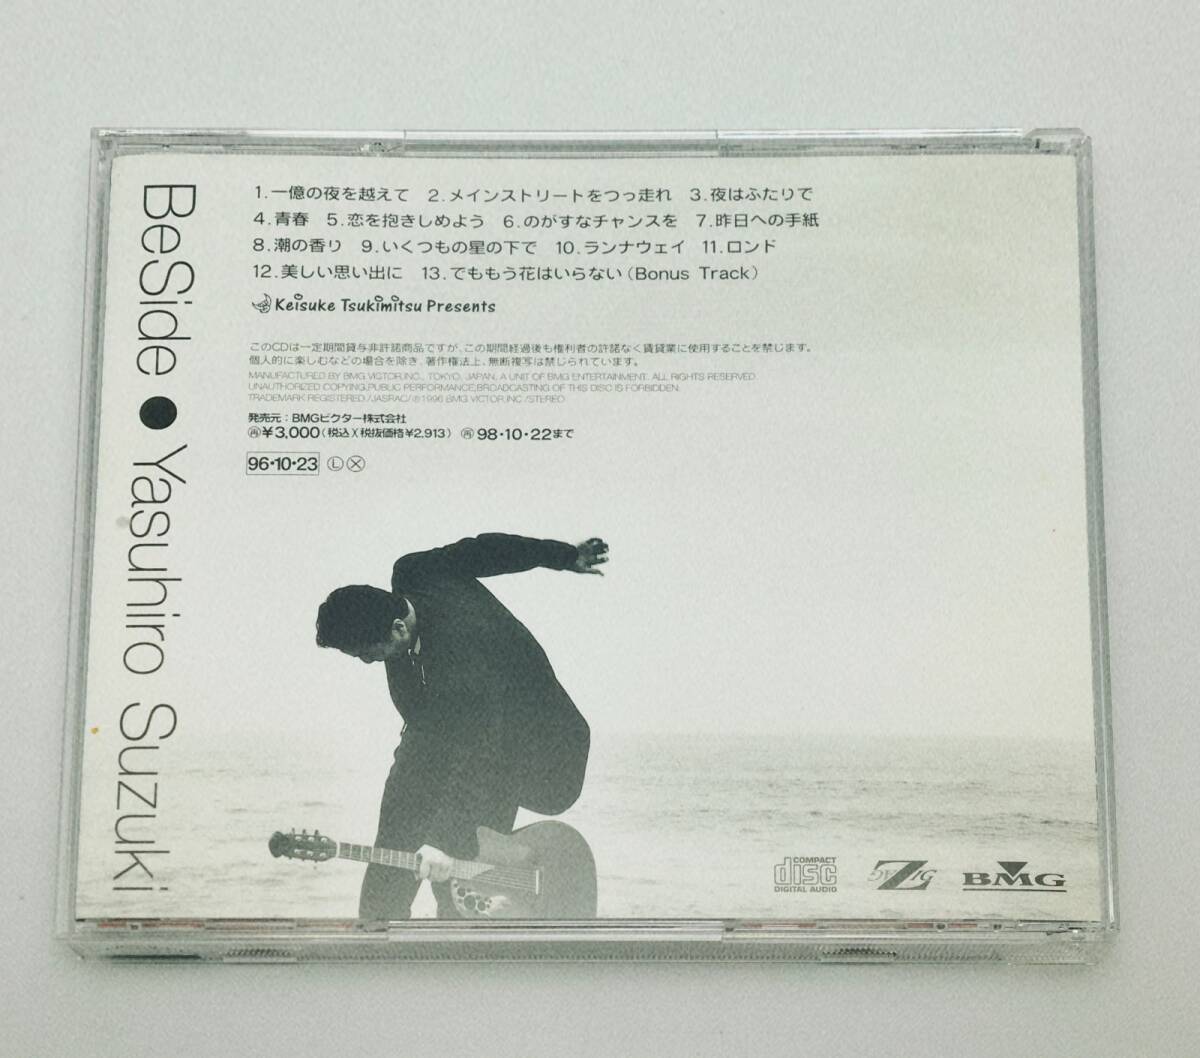 BeSide ● Yasuhiro Suzuki
1.一億の夜を越えて 2.メインストリートをつっ走れ 3.夜はふたりで
4.青春 5.恋を抱きしめよう 6.のがすなチャンスを 7.昨日への手紙
8.潮の香り 9.いくつもの星の下で 10.ランナウェイ 11.ロンド
12.美しい思い出に 13.でももう花はいらない(Bonus Track)
Keisuke Tsukimitsu Presents
このCDは一定期間貸与非許諾商品ですが、この期間経過後も権利者の許諾なく賃貸業に使用することを禁じます。
個人的に楽しむなどの場合を除き、著作権法上、無断複写は禁じられています。
MANUFACTURED BY BMG VICTOR,INC., TOKYO, JAPAN, A UNIT OF BMG ENTERTAINMENT. ALL RIGHTS RESERVED.
UNAUTHORIZED COPYING,PUBLIC PERFORMANCE,BROADCASTING OF THIS DISC IS FORBIDDEN.
TRADEMARK REGISTERED./JASRAC/Ⓟ1996 BMG VICTOR,INC./STEREO
発売元:BMGビクター株式会社
㊢¥3,000(税込)(税抜価格¥2,913) ㊢98・10・22まで
96・10・23 Ⓛ Ⓧ
COMPACT disc DIGITAL AUDIO
BMG